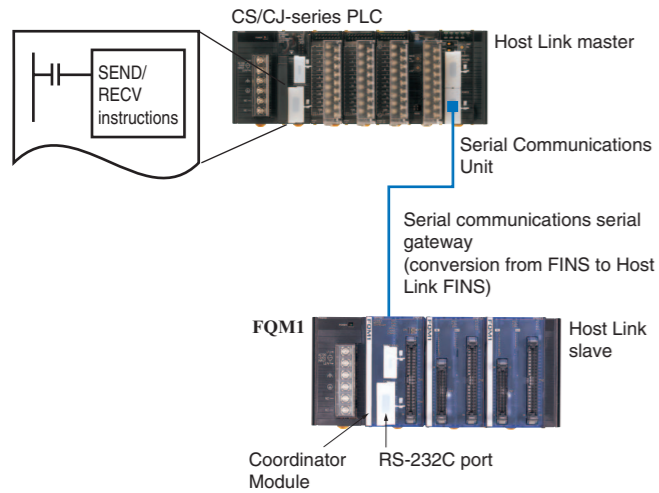 CS/CJ-series PLC
Host Link master
SEND/
RECV
instructions
Serial Communications
Unit
Serial communications serial
gateway
(conversion from FINS to Host
Link FINS)
FQM1
Host Link
slave
Coordinator
Module
RS-232C port